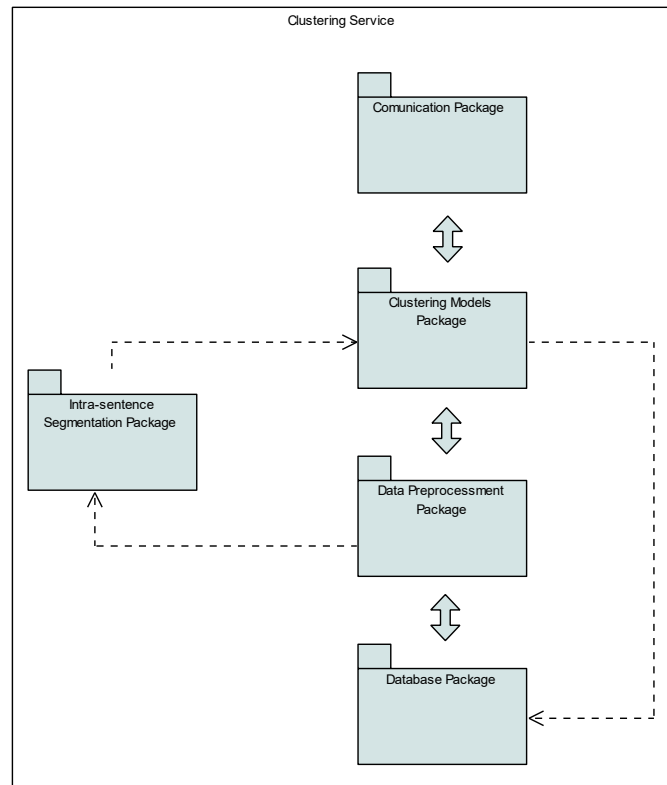 Clustering Service
Comunication Package
Clustering Models
Package
Intra-sentence
Segmentation Package
Data Preprocessment
Package
Database Package